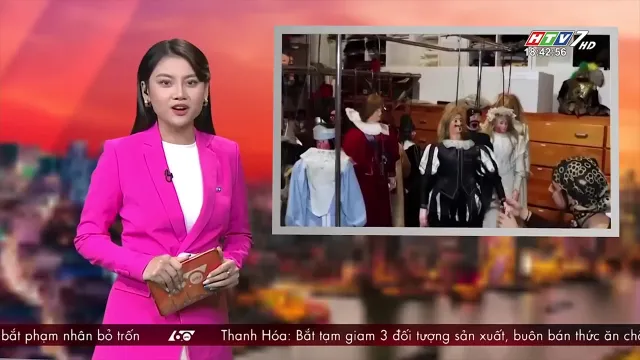 HTV7 HD
18:42:56
bắt phạm nhân bỏ trốn 60 Thanh Hóa: Bắt tạm giam 3 đối tượng sản xuất, buôn bán thức ăn ch